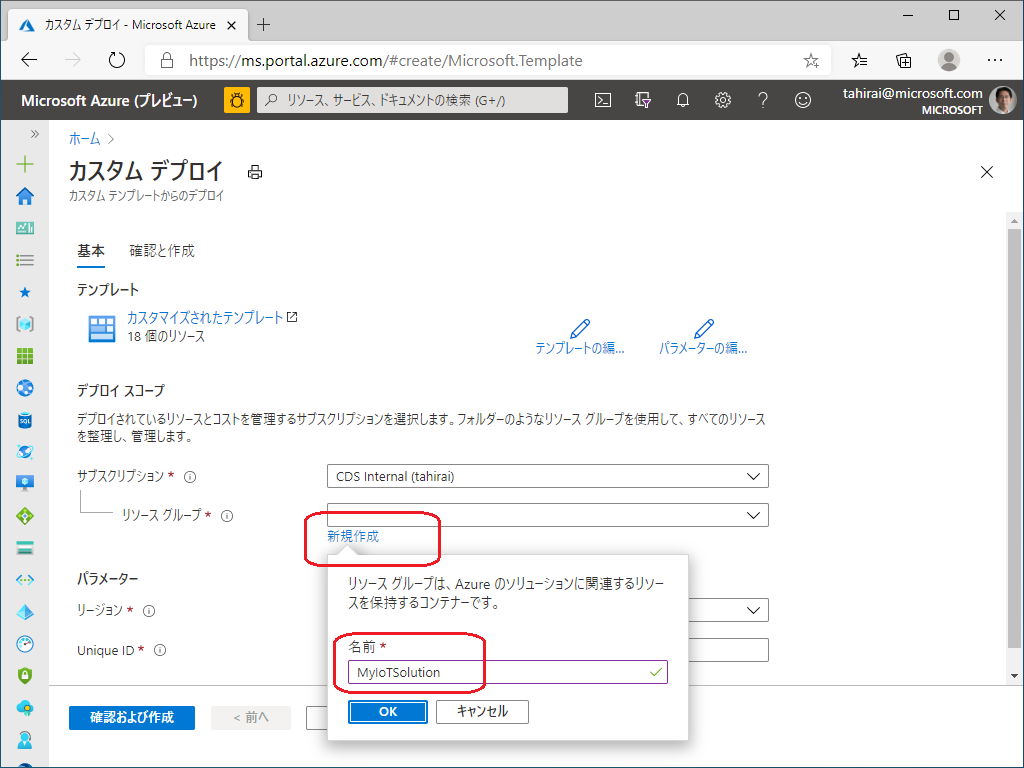 カスタム デプロイ - Microsoft Azure
https://ms.portal.azure.com/#create/Microsoft.Template
Microsoft Azure (プレビュー)
リソース、サービス、ドキュメントの検索 (G+/)
tahirai@microsoft.com
MICROSOFT
ホーム >
カスタム デプロイ
カスタム テンプレートからのデプロイ
基本 確認と作成
テンプレート
カスタマイズされたテンプレート
18 個のリソース
テンプレートの編... パラメーターの編...
デプロイ スコープ
デプロイされているリソースとコストを管理するサブスクリプションを選択します。フォルダーのようなリソース グループを使用して、すべてのリソース
を整理し、管理します。
サブスクリプション * CDS Internal (tahirai)
リソース グループ *
新規作成
リソース グループは、Azure のソリューションに関連するリソー
スを保持するコンテナーです。
名前 *
MyIoTSolution
OK キャンセル
パラメーター
リージョン *
Unique ID *
確認および作成 < 前へ
SQL